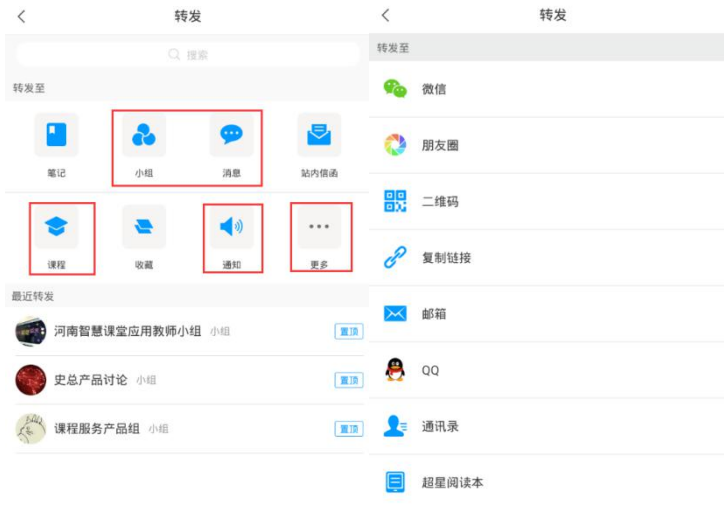 转发
搜索
转发至
笔记 小组 消息 站内信函
课程 收藏 通知 更多
最近转发
河南智慧课堂应用教师小组 小组 置顶
史总产品讨论 小组 置顶
课程服务产品组 小组 置顶
转发
转发至
微信
朋友圈
二维码
复制链接
邮箱
QQ
通讯录
超星阅读本